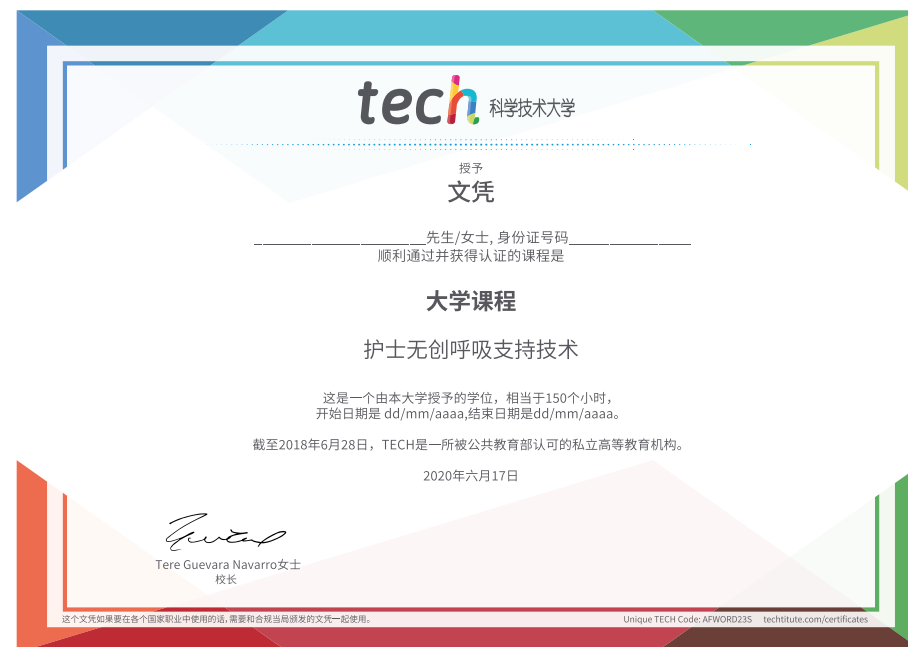 tech 科学技术大学
授予
文凭
______________________先生/女士, 身份证号码________________
顺利通过并获得认证的课程是
大学课程
护士无创呼吸支持技术
这是一个由本大学授予的学位，相当于150个小时，
开始日期是 dd/mm/aaaa,结束日期是dd/mm/aaaa。
截至2018年6月28日，TECH是一所被公共教育部认可的私立高等教育机构。
2020年六月17日
Tere Guevara Navarro女士
校长
这个文凭如果要在各个国家职业中使用的话,需要和合规当局颁发的文凭一起使用。
Unique TECH Code: AFWORD23S techtitute.com/certificates